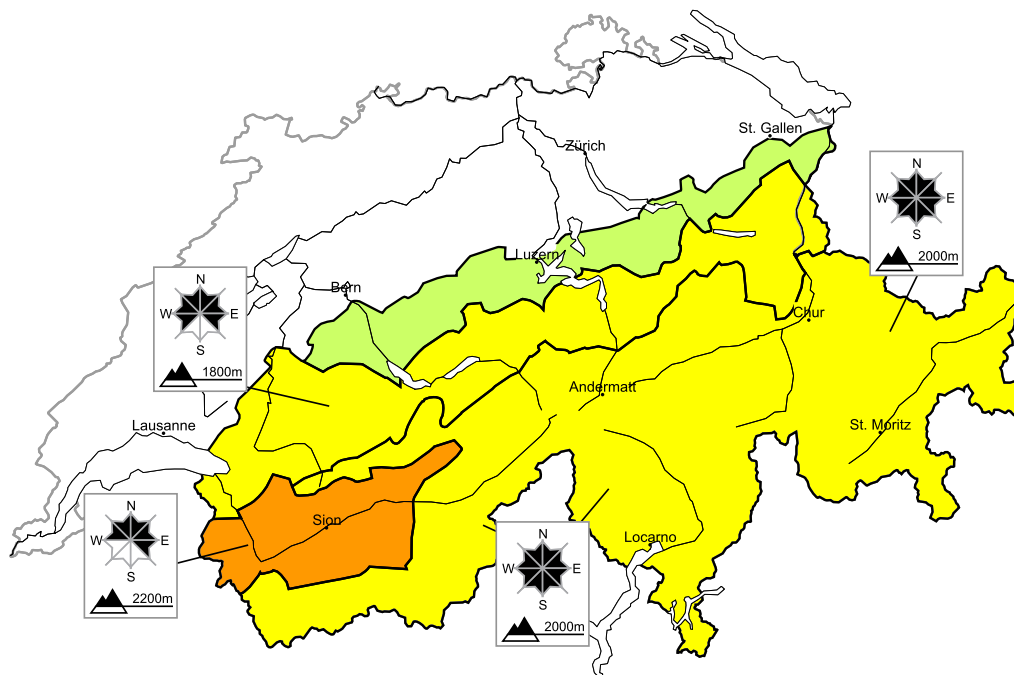 St. Gallen
Zürich
N
W E
S
2000m
Luzern
Bern
N
W E
S
1800m
Chur
Andermatt
Lausanne
St. Moritz
N
W E
S
2200m
Sion
Locarno
N
W E
S
2000m